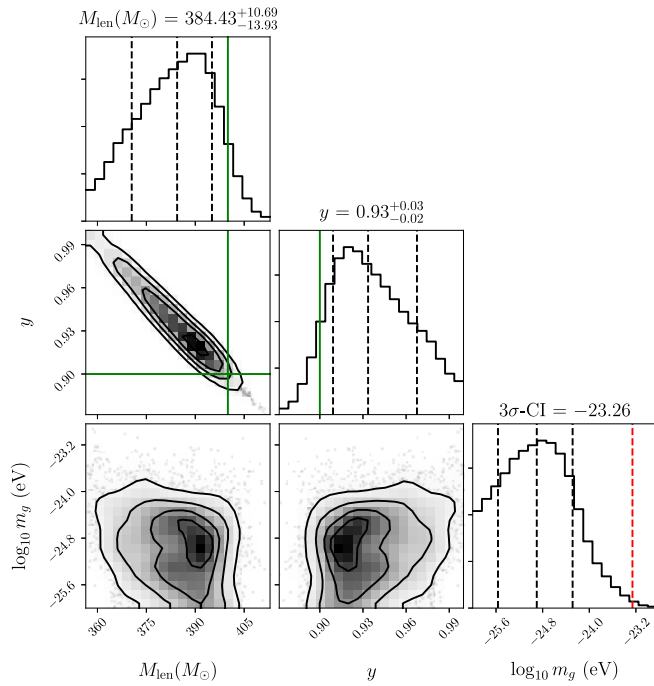 M_len(M_⊙) = 384.43^{+10.69}_{−13.93}
y = 0.93^{+0.03}_{−0.02}
0.99
0.96
0.93
0.90
y
3σ-CI = −23.26
−23.2
−24.0
−24.8
−25.6
log₁₀ m_g (eV)
360
375
390
405
M_len(M_⊙)
0.90
0.93
0.96
0.99
y
−25.6
−24.8
−24.0
−23.2
log₁₀ m_g (eV)